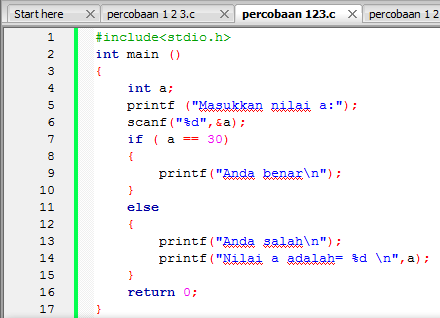 Start here percobaan 1 2 3.c percobaan 123.c percobaan 1 2
1 #include<stdio.h>
2 int main ()
3 {
4 int a;
5 printf ("Masukkan nilai a:");
6 scanf("%d",&a);
7 if ( a == 30)
8 {
9 printf("Anda benar\n");
10 }
11 else
12 {
13 printf("Anda salah\n");
14 printf("Nilai a adalah= %d \n",a);
15 }
16 return 0;
17 }